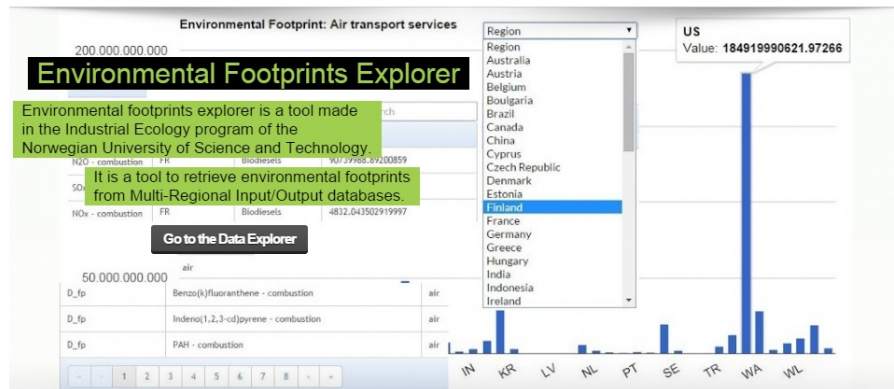 Environmental Footprint: Air transport services
Region
US
Value: 184919990621.97266
200.000.000.000
Environmental Footprints Explorer
Environmental footprints explorer is a tool made
in the Industrial Ecology program of the
Norwegian University of Science and Technology.
It is a tool to retrieve environmental footprints
from Multi-Regional Input/Output databases.
Go to the Data Explorer
N2O - combustion FR Biodiesels 90739988.89200859
NOx - combustion FR Biodiesels 4832.043502919997
air
50.000.000.000
D_fp Benzo(k)fluoranthene - combustion air
D_fp Indeno(1,2,3-cd)pyrene - combustion air
D_fp PAH - combustion air
1 2 3 4 5 6 7 8
Region
Australia
Austria
Belgium
Boulgaria
Brazil
Canada
China
Cyprus
Czech Republic
Denmark
Estonia
Finland
France
Germany
Greece
Hungary
India
Indonesia
Ireland
IN KR LV NL PT SE TR WA WL